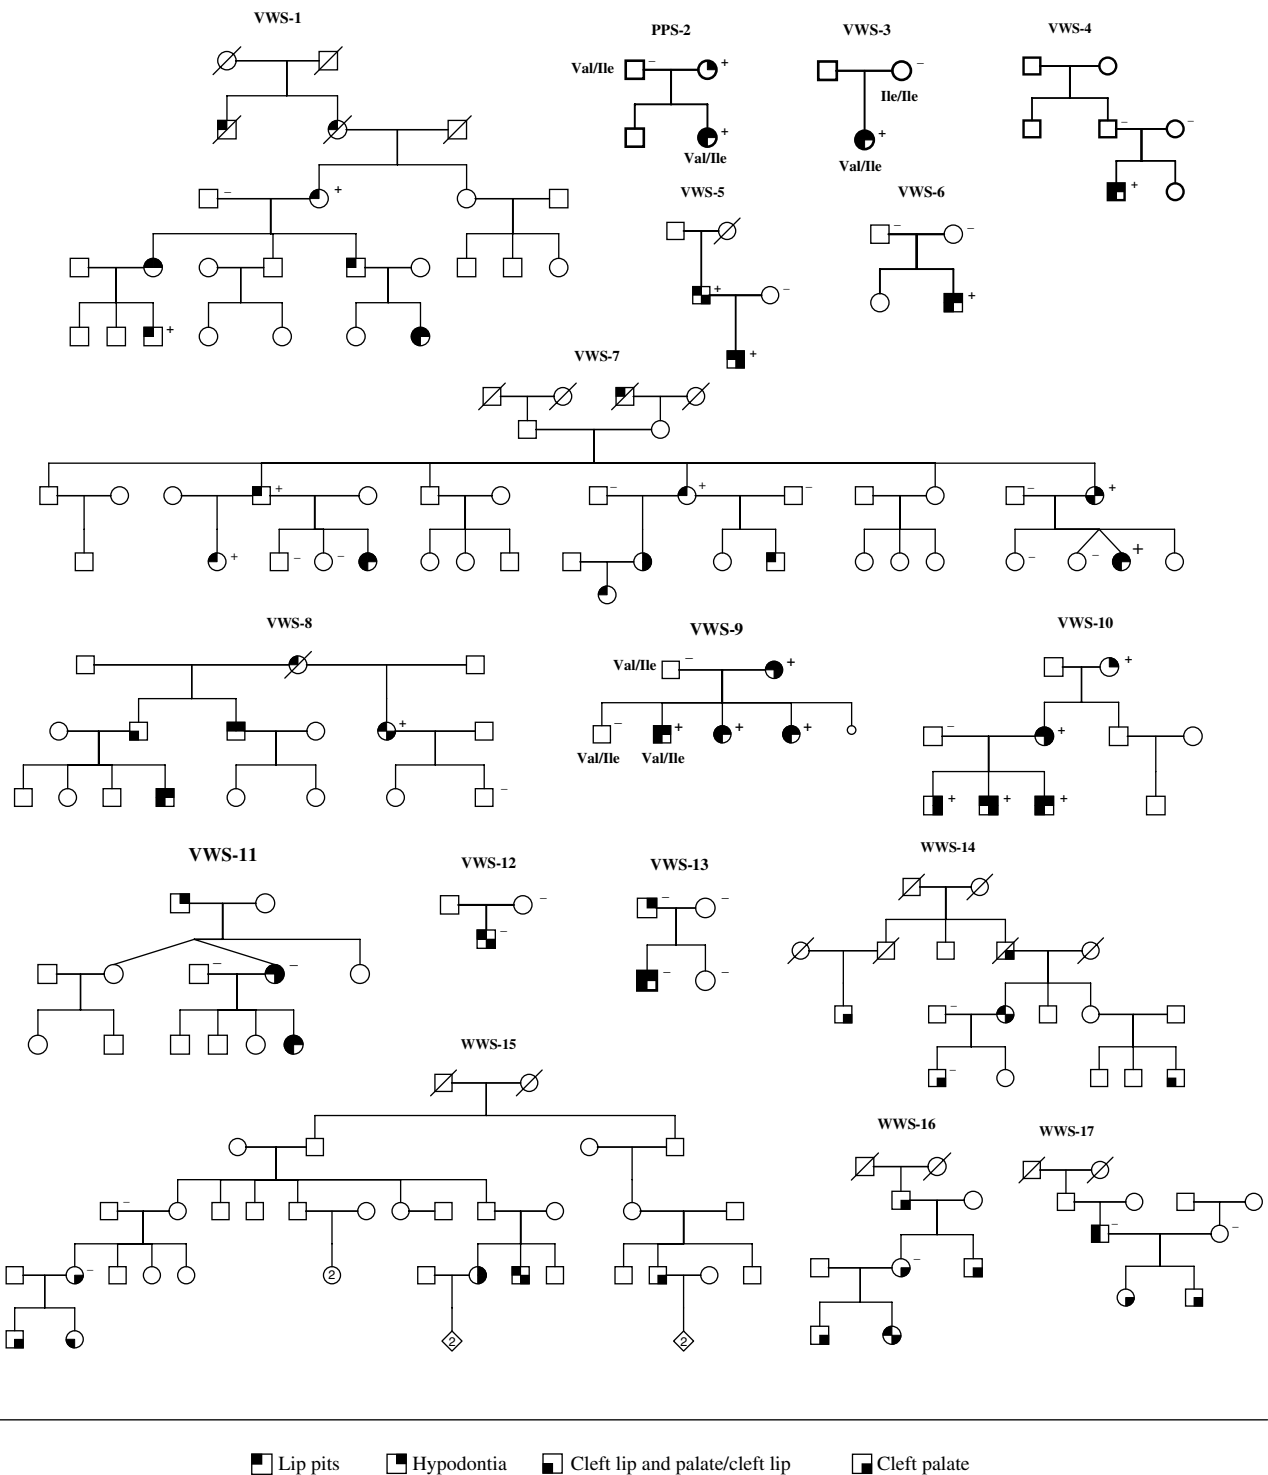 VWS-1
PPS-2
VWS-3
VWS-4
Val/Ile − +
Ile/Ile −
+
Val/Ile
+
Val/Ile
− −
+
− +
VWS-5
VWS-6
− −
+
+ −
+
+
VWS-7
+ − + − − +
+ − − − − +
VWS-8
VWS-9
VWS-10
Val/Ile − +
+
+
− + + +
Val/Ile Val/Ile
− +
−
+ + +
VWS-11
VWS-12
VWS-13
WWS-14
−
−
− −
− −
− −
−
−
WWS-15
WWS-16
WWS-17
−
−
2
−
− −
2
2
Lip pits
Hypodontia
Cleft lip and palate/cleft lip
Cleft palate